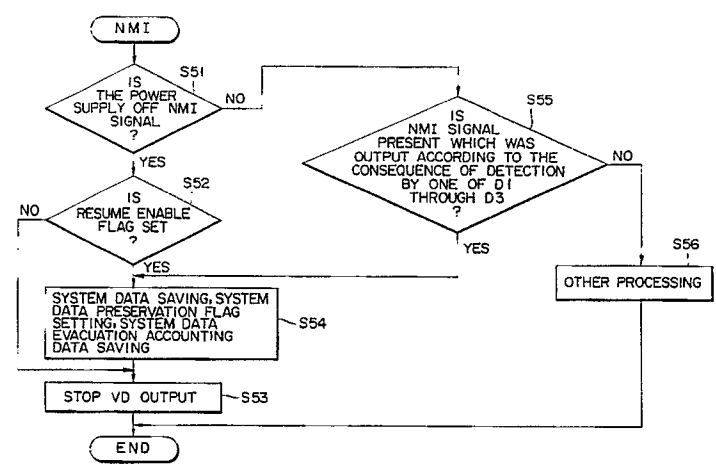 NMI
S51
IS
THE POWER
SUPPLY OFF NMI
SIGNAL
?
NO
YES
S52
IS
RESUME ENABLE
FLAG SET
?
NO
YES
S55
IS
NMI SIGNAL
PRESENT WHICH WAS
OUTPUT ACCORDING TO THE
CONSEQUENCE OF DETECTION
BY ONE OF D1
THROUGH D3
?
NO
YES
S56
OTHER PROCESSING
SYSTEM DATA SAVING, SYSTEM
DATA PRESERVATION FLAG
SETTING, SYSTEM DATA
EVACUATION ACCOUNTING
DATA SAVING
S54
STOP VD OUTPUT
S53
END